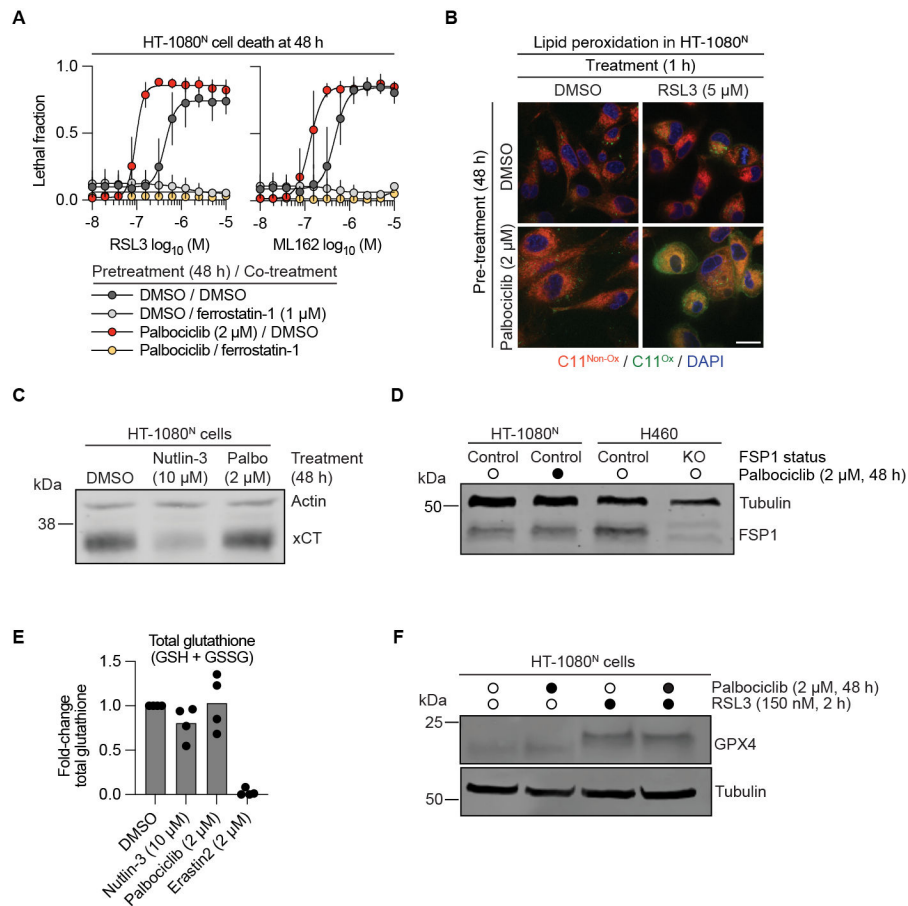 A
HT-1080ᴺ cell death at 48 h
Lethal fraction
1.0
0.5
0.0
-8 -7 -6 -5
RSL3 log₁₀ (M)
-8 -7 -6 -5
ML162 log₁₀ (M)
Pretreatment (48 h) / Co-treatment
DMSO / DMSO
DMSO / ferrostatin-1 (1 µM)
Palbociclib (2 µM) / DMSO
Palbociclib / ferrostatin-1
B
Lipid peroxidation in HT-1080ᴺ
Treatment (1 h)
DMSO RSL3 (5 µM)
Pre-treatment (48 h)
DMSO
Palbociclib (2 µM)
C11ᴺᵒⁿ⁻ᴼˣ / C11ᴼˣ / DAPI
C
HT-1080ᴺ cells
DMSO
Nutlin-3
(10 µM)
Palbo
(2 µM)
Treatment
(48 h)
kDa
38
Actin
xCT
D
HT-1080ᴺ H460
Control Control Control KO FSP1 status
Palbociclib (2 µM, 48 h)
kDa
50
Tubulin
FSP1
E
Total glutathione
(GSH + GSSG)
Fold-change
total glutathione
1.5
1.0
0.5
0
DMSO
Nutlin-3 (10 µM)
Palbociclib (2 µM)
Erastin2 (2 µM)
F
HT-1080ᴺ cells
Palbociclib (2 µM, 48 h)
RSL3 (150 nM, 2 h)
kDa
25
GPX4
50
Tubulin